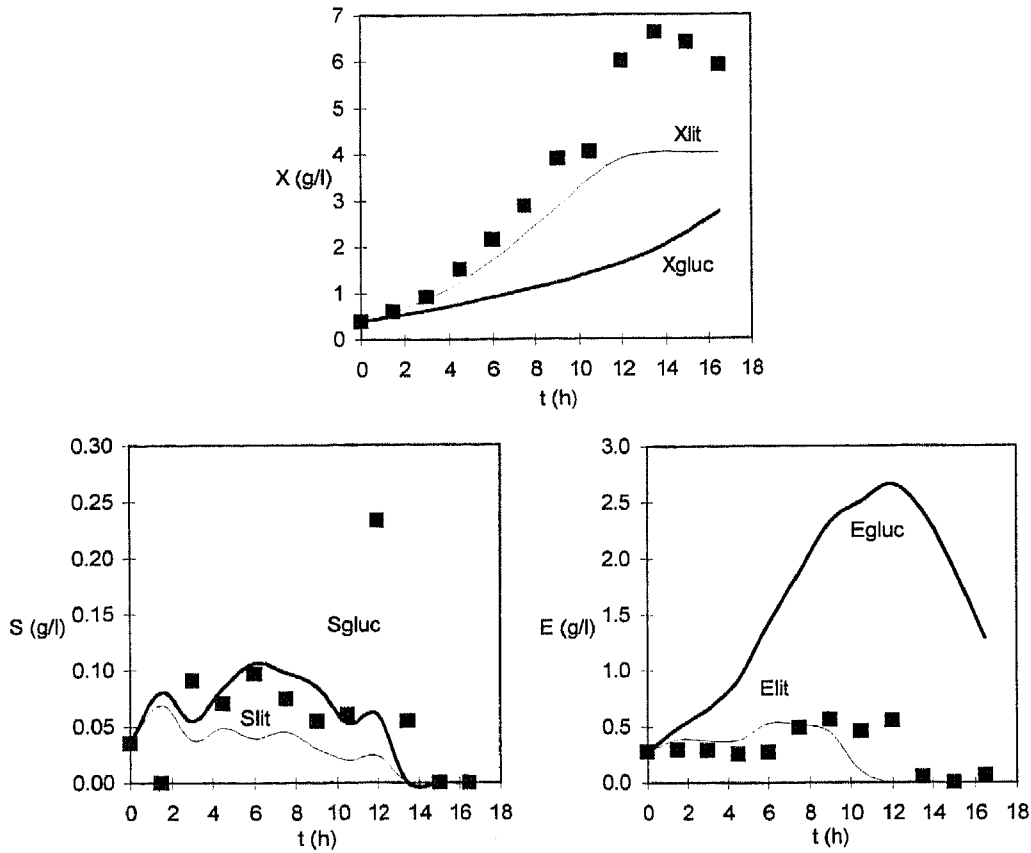 7
6
5
4
X (g/l)
3
2
1
0
Xlit
Xgluc
0 2 4 6 8 10 12 14 16 18
t (h)
0.30
0.25
0.20
S (g/l)
0.15
0.10
0.05
0.00
Sgluc
Slit
0 2 4 6 8 10 12 14 16 18
t (h)
3.0
2.5
2.0
E (g/l)
1.5
1.0
0.5
0.0
Egluc
Elit
0 2 4 6 8 10 12 14 16 18
t (h)